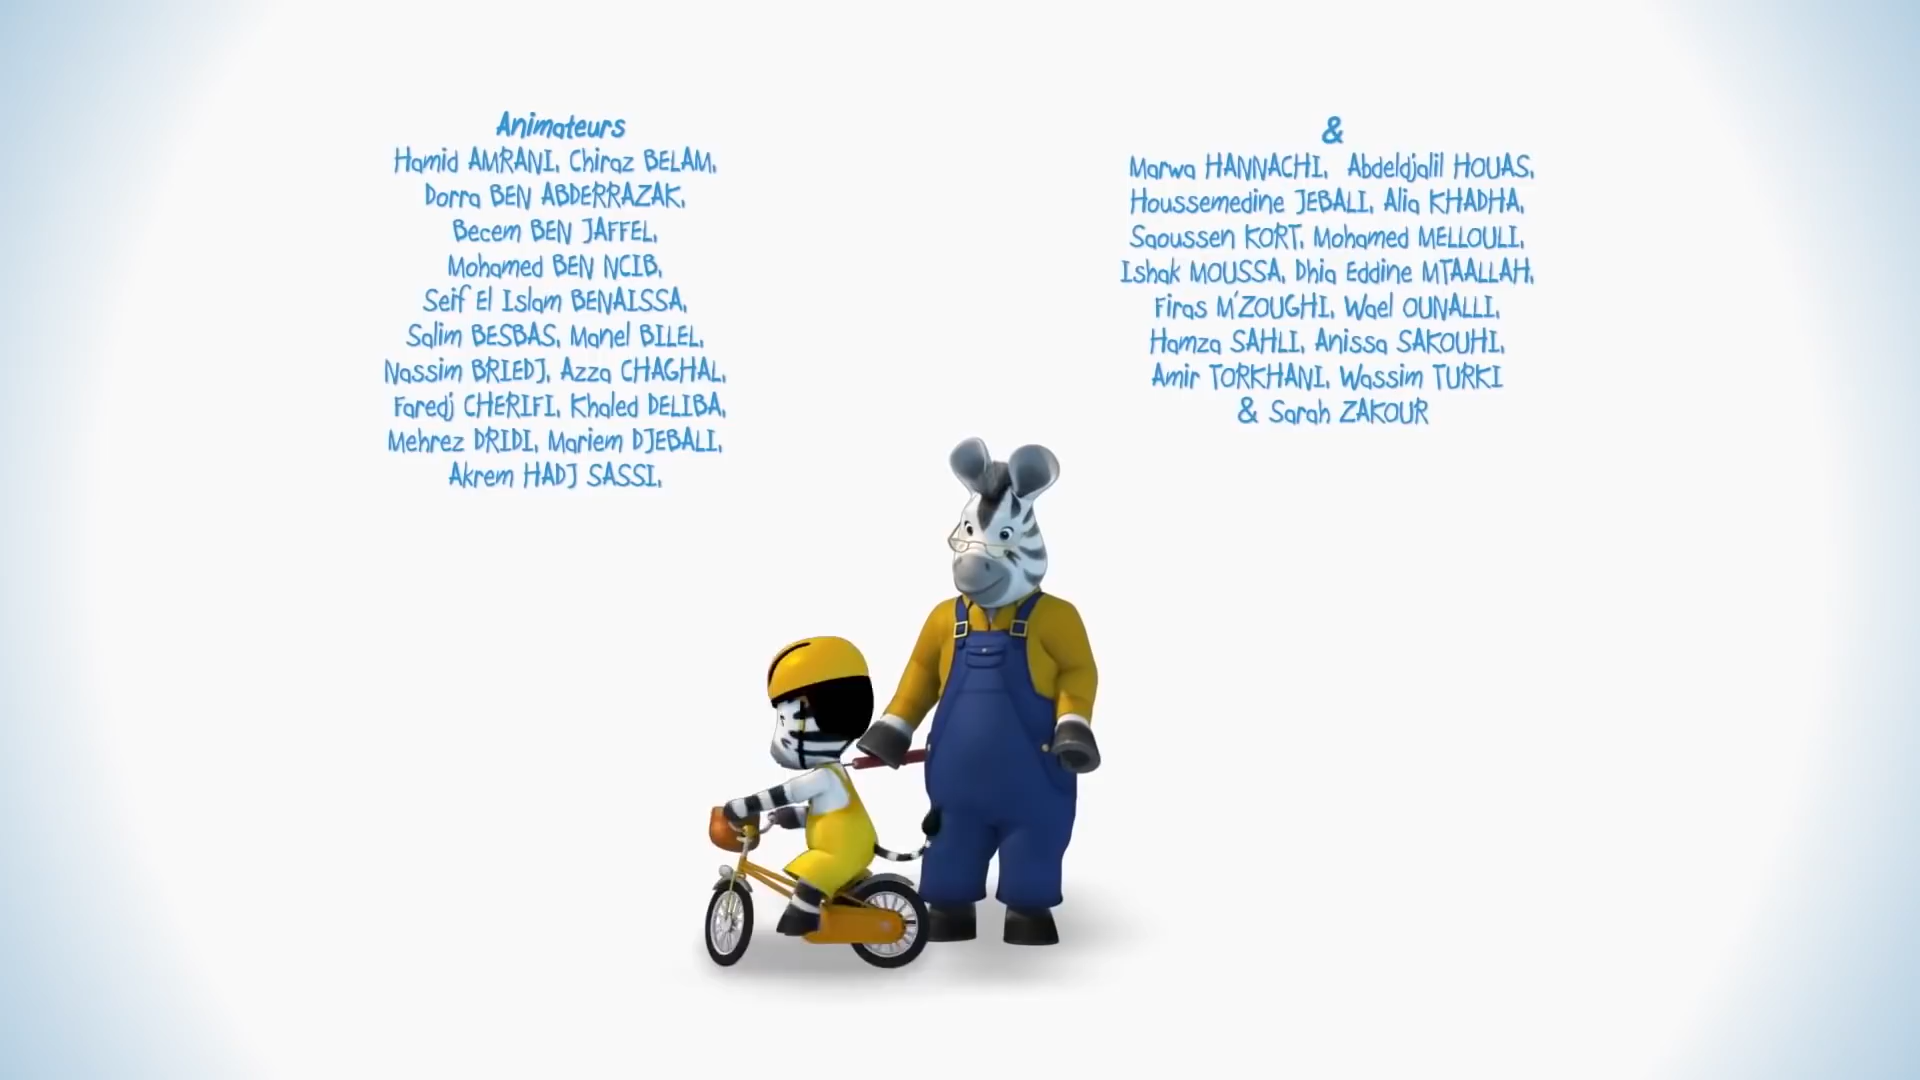 Animateurs
Hamid AMRANI, Chiraz BELAM,
Dorra BEN ABDERRAZAK,
Becem BEN JAFFEL,
Mohamed BEN NCIB,
Seif El Islam BENAISSA,
Salim BESBAS, Manel BILEL,
Nassim BRIEDJ, Azza CHAGHAL,
Faredj CHERIFI, Khaled DELIBA,
Mehrez DRIDI, Mariem DJEBALI,
Akrem HADJ SASSI,
&
Marwa HANNACHI, Abdeldjalil HOUAS,
Houssemedine JEBALI, Alia KHADHA,
Saoussen KORT, Mohamed MELLOULI,
Ishak MOUSSA, Dhia Eddine MTAALLAH,
Firas M'ZOUGHI, Wael OUNALLI,
Hamza SAHLI, Anissa SAKOUHI,
Amir TORKHANI, Wassim TURKI
& Sarah ZAKOUR